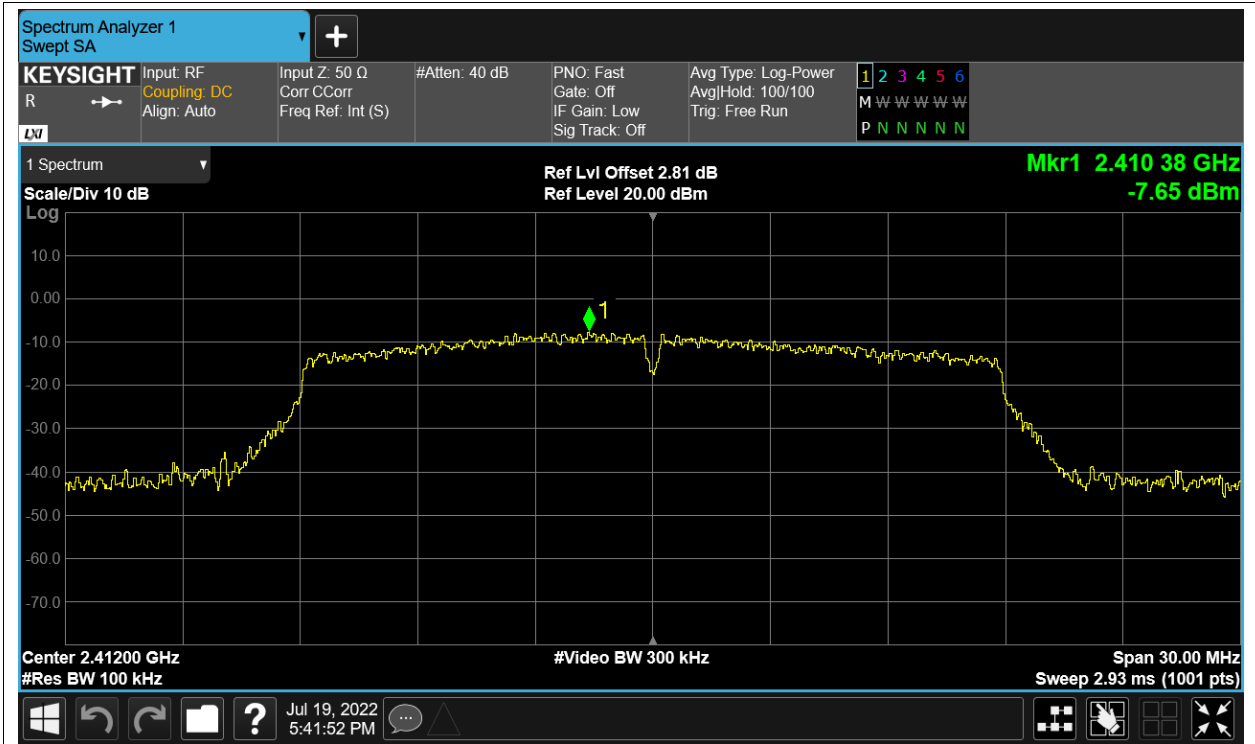 Spectrum Analyzer 1
Swept SA
KEYSIGHT
R
LXI
Input: RF
Coupling: DC
Align: Auto
Input Z: 50 Ω
Corr CCorr
Freq Ref: Int (S)
#Atten: 40 dB
PNO: Fast
Gate: Off
IF Gain: Low
Sig Track: Off
Avg Type: Log-Power
Avg|Hold: 100/100
Trig: Free Run
1 2 3 4 5 6
M W W W W W
P N N N N N
1 Spectrum
Scale/Div 10 dB
Ref Lvl Offset 2.81 dB
Ref Level 20.00 dBm
Mkr1 2.410 38 GHz
-7.65 dBm
Log
10.0
0.00
1
-10.0
-20.0
-30.0
-40.0
-50.0
-60.0
-70.0
Center 2.41200 GHz
#Video BW 300 kHz
Span 30.00 MHz
#Res BW 100 kHz
Sweep 2.93 ms (1001 pts)
?
Jul 19, 2022
5:41:52 PM